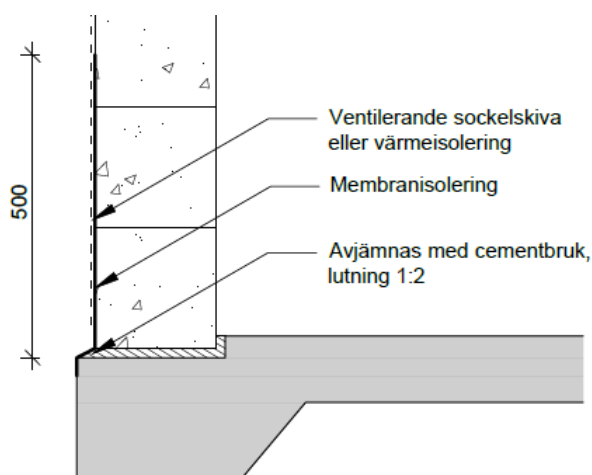 500
Ventilerande sockelskiva
eller värmeisolering
Membranisolering
Avjämnas med cementbruk,
lutning 1:2